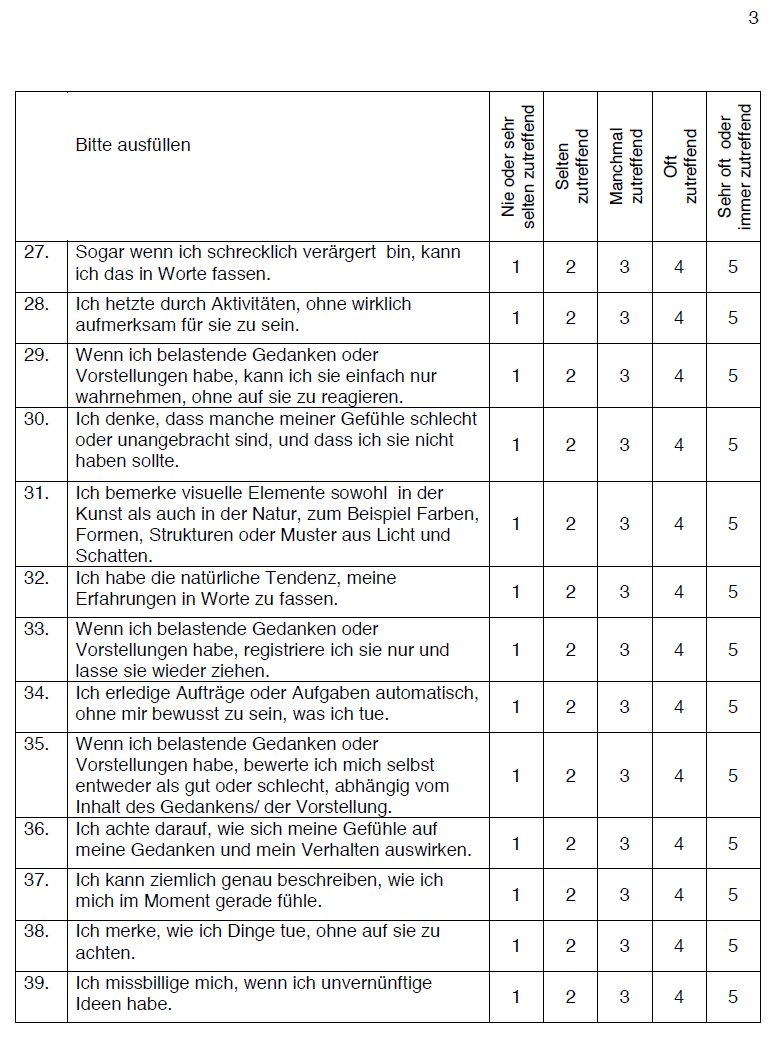 3
Bitte ausfüllen
Nie oder sehr
selten zutreffend
Selten
zutreffend
Manchmal
zutreffend
Oft
zutreffend
Sehr oft  oder
immer zutreffend
27. Sogar wenn ich schrecklich verärgert  bin, kann
ich das in Worte fassen. 1 2 3 4 5
28. Ich hetzte durch Aktivitäten, ohne wirklich
aufmerksam für sie zu sein. 1 2 3 4 5
29. Wenn ich belastende Gedanken oder
Vorstellungen habe, kann ich sie einfach nur
wahrnehmen, ohne auf sie zu reagieren. 1 2 3 4 5
30. Ich denke, dass manche meiner Gefühle schlecht
oder unangebracht sind, und dass ich sie nicht
haben sollte. 1 2 3 4 5
31. Ich bemerke visuelle Elemente sowohl  in der
Kunst als auch in der Natur, zum Beispiel Farben,
Formen, Strukturen oder Muster aus Licht und
Schatten. 1 2 3 4 5
32. Ich habe die natürliche Tendenz, meine
Erfahrungen in Worte zu fassen. 1 2 3 4 5
33. Wenn ich belastende Gedanken oder
Vorstellungen habe, registriere ich sie nur und
lasse sie wieder ziehen. 1 2 3 4 5
34. Ich erledige Aufträge oder Aufgaben automatisch,
ohne mir bewusst zu sein, was ich tue. 1 2 3 4 5
35. Wenn ich belastende Gedanken oder
Vorstellungen habe, bewerte ich mich selbst
entweder als gut oder schlecht, abhängig vom
Inhalt des Gedankens/ der Vorstellung. 1 2 3 4 5
36. Ich achte darauf, wie sich meine Gefühle auf
meine Gedanken und mein Verhalten auswirken. 1 2 3 4 5
37. Ich kann ziemlich genau beschreiben, wie ich
mich im Moment gerade fühle. 1 2 3 4 5
38. Ich merke, wie ich Dinge tue, ohne auf sie zu
achten. 1 2 3 4 5
39. Ich missbillige mich, wenn ich unvernünftige
Ideen habe. 1 2 3 4 5